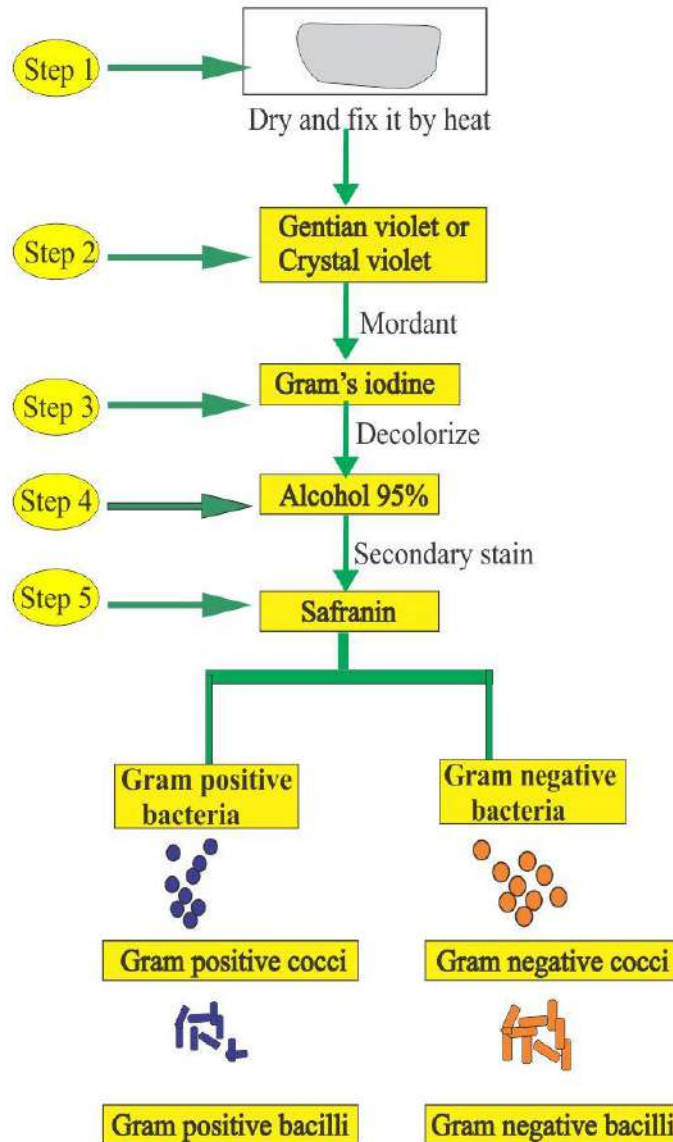 Step 1
Dry and fix it by heat
Step 2
Gentian violet or
Crystal violet
Mordant
Step 3
Gram's iodine
Decolorize
Step 4
Alcohol 95%
Secondary stain
Step 5
Safranin
Gram positive
bacteria
Gram negative
bacteria
Gram positive cocci
Gram negative cocci
Gram positive bacilli
Gram negative bacilli